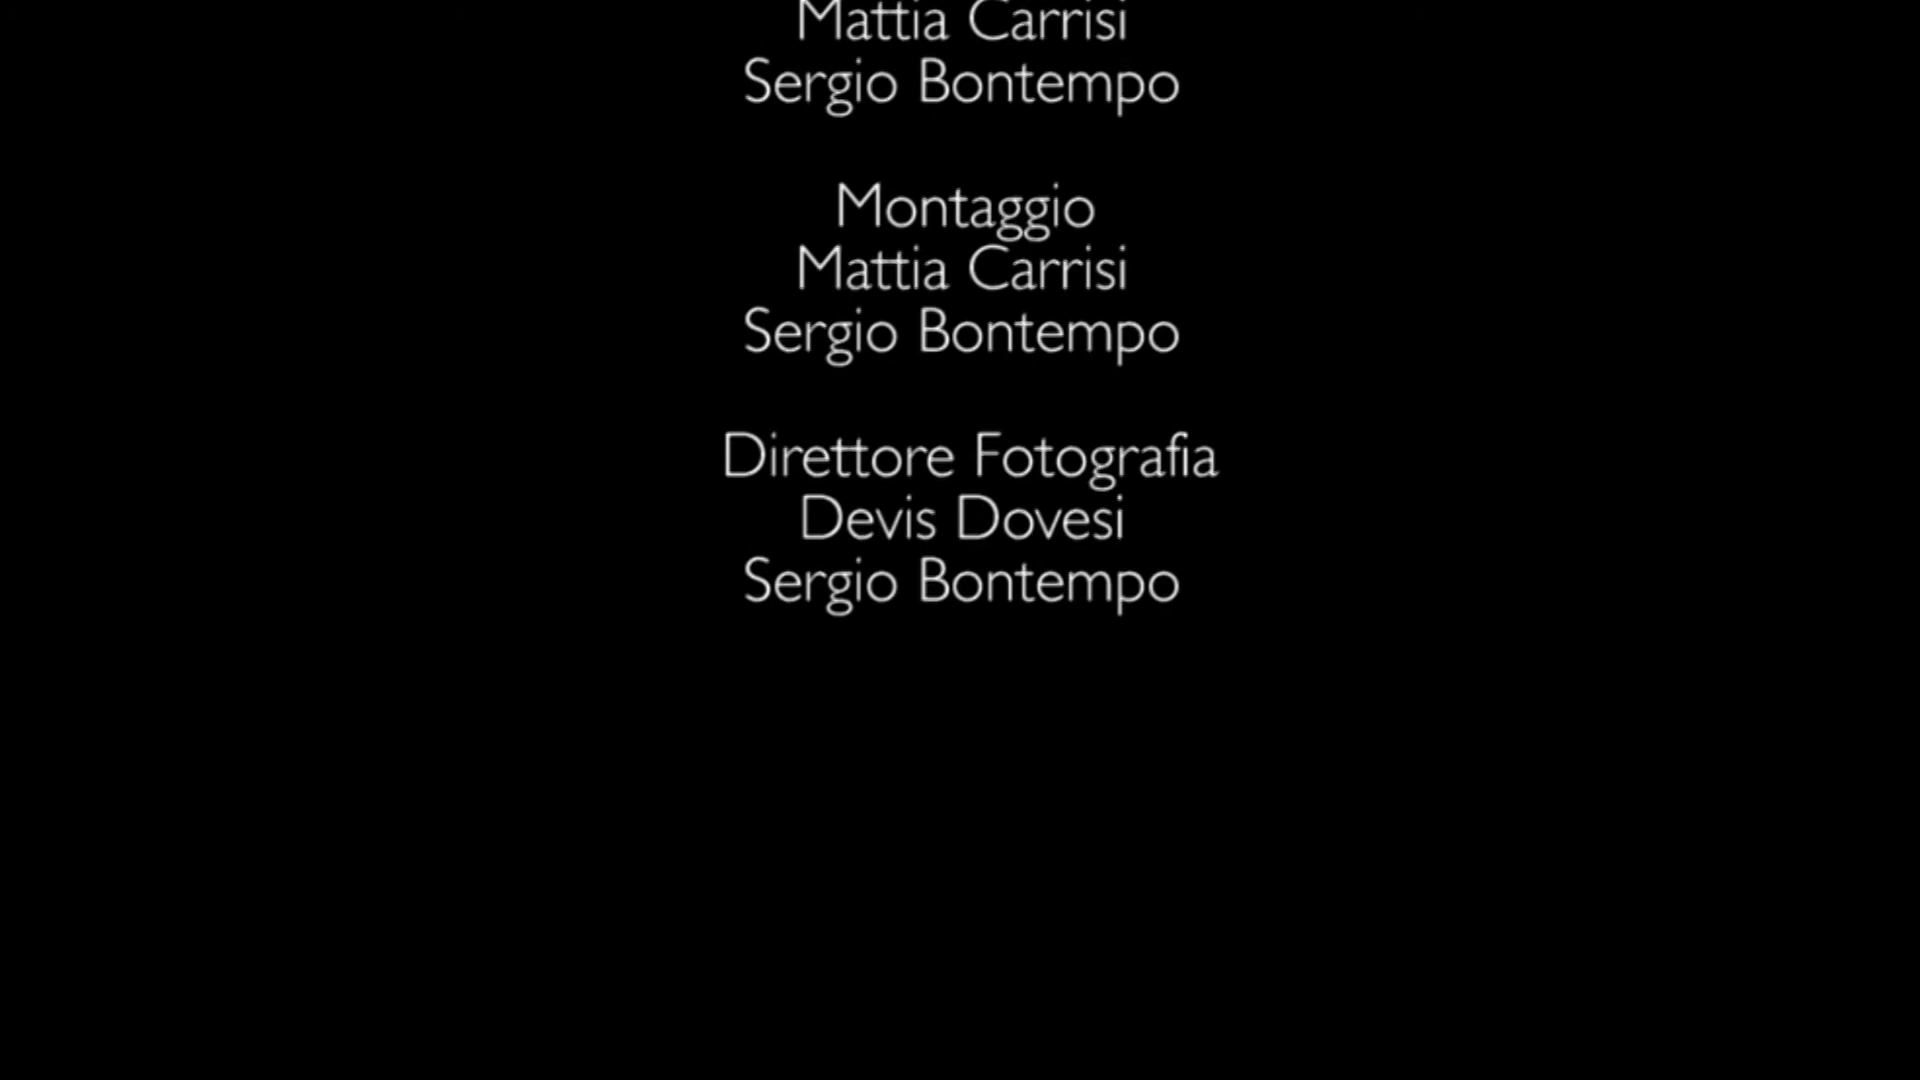 Mattia Carrisi
Sergio Bontempo
Montaggio
Mattia Carrisi
Sergio Bontempo
Direttore Fotografia
Devis Dovesi
Sergio Bontempo